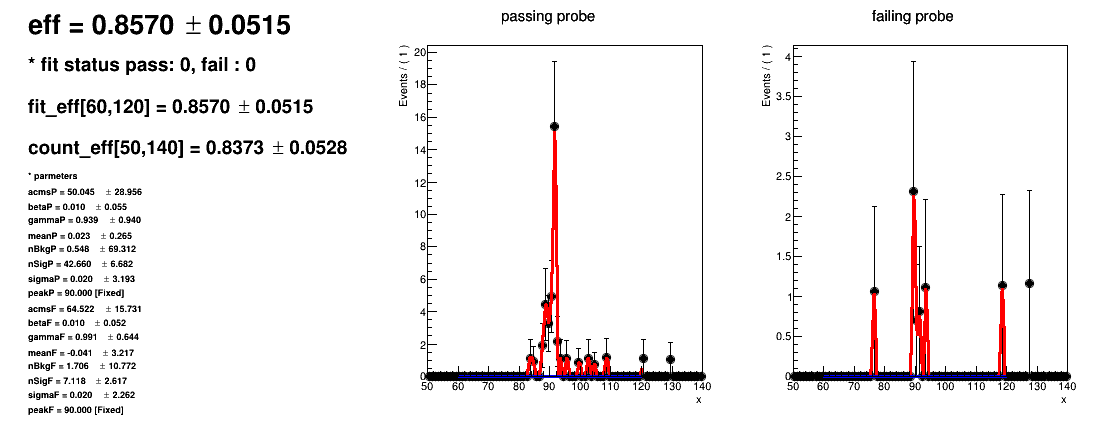 eff = 0.8570 ± 0.0515
* fit status pass: 0, fail : 0
fit_eff[60,120] = 0.8570 ± 0.0515
count_eff[50,140] = 0.8373 ± 0.0528
* parmeters
acmsP = 50.045 ± 28.956
betaP = 0.010 ± 0.055
gammaP = 0.939 ± 0.940
meanP = 0.023 ± 0.265
nBkgP = 0.548 ± 69.312
nSigP = 42.660 ± 6.682
sigmaP = 0.020 ± 3.193
peakP = 90.000 [Fixed]
acmsF = 64.522 ± 15.731
betaF = 0.010 ± 0.052
gammaF = 0.991 ± 0.644
meanF = -0.041 ± 3.217
nBkgF = 1.706 ± 10.772
nSigF = 7.118 ± 2.617
sigmaF = 0.020 ± 2.262
peakF = 90.000 [Fixed]
passing probe
Events / ( 1 )
20
18
16
14
12
10
8
6
4
2
0
50 60 70 80 90 100 110 120 130 140
x
failing probe
Events / ( 1 )
4
3.5
3
2.5
2
1.5
1
0.5
0
50 60 70 80 90 100 110 120 130 140
x